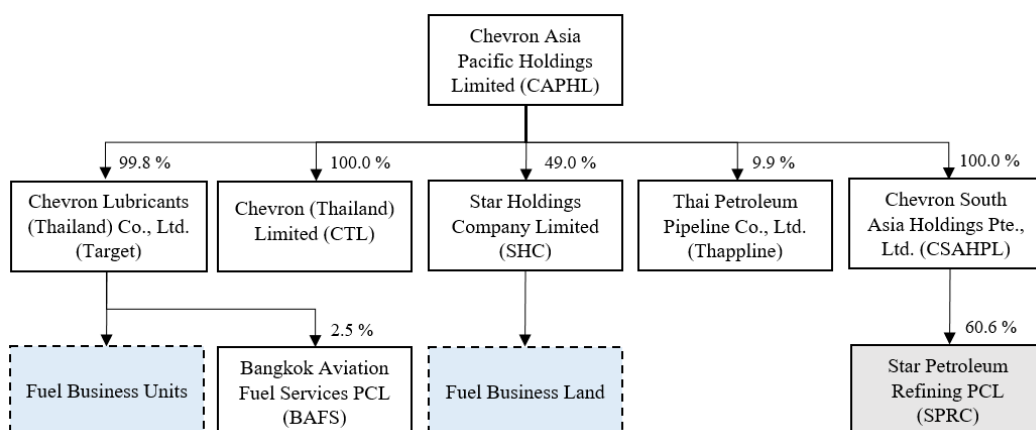 Chevron Asia
Pacific Holdings
Limited (CAPHL)
99.8 %
100.0 %
49.0 %
9.9 %
100.0 %
Chevron Lubricants
(Thailand) Co., Ltd.
(Target)
Chevron (Thailand)
Limited (CTL)
Star Holdings
Company Limited
(SHC)
Thai Petroleum
Pipeline Co., Ltd.
(Thappline)
Chevron South
Asia Holdings Pte.,
Ltd. (CSAHPL)
2.5 %
60.6 %
Fuel Business Units
Bangkok Aviation
Fuel Services PCL
(BAFS)
Fuel Business Land
Star Petroleum
Refining PCL
(SPRC)